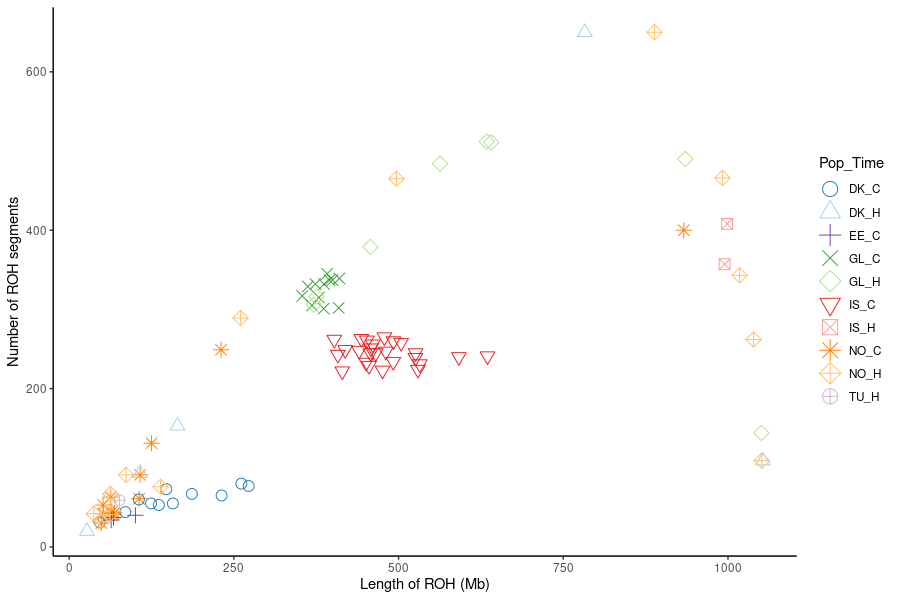 Number of ROH segments
600
400
200
0
0 250 500 750 1000
Length of ROH (Mb)
Pop_Time
DK_C
DK_H
EE_C
GL_C
GL_H
IS_C
IS_H
NO_C
NO_H
TU_H